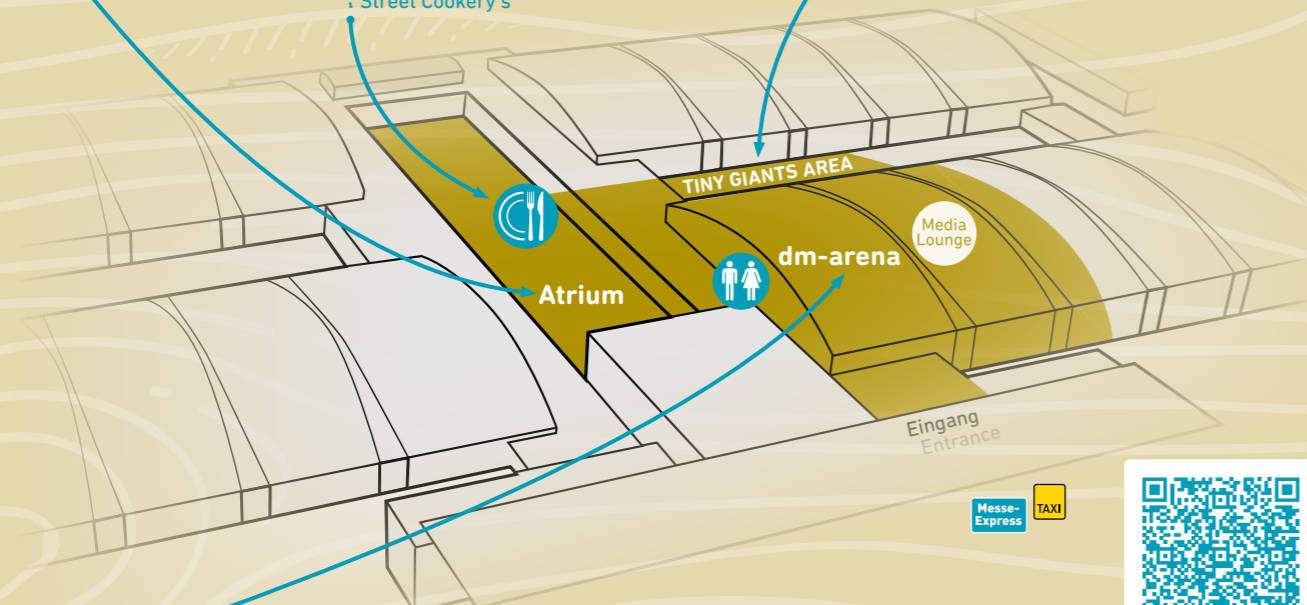 Street Cookery's
TINY GIANTS AREA
Media
Lounge
dm-arena
Atrium
Eingang
Entrance
Messe-
Express
TAXI